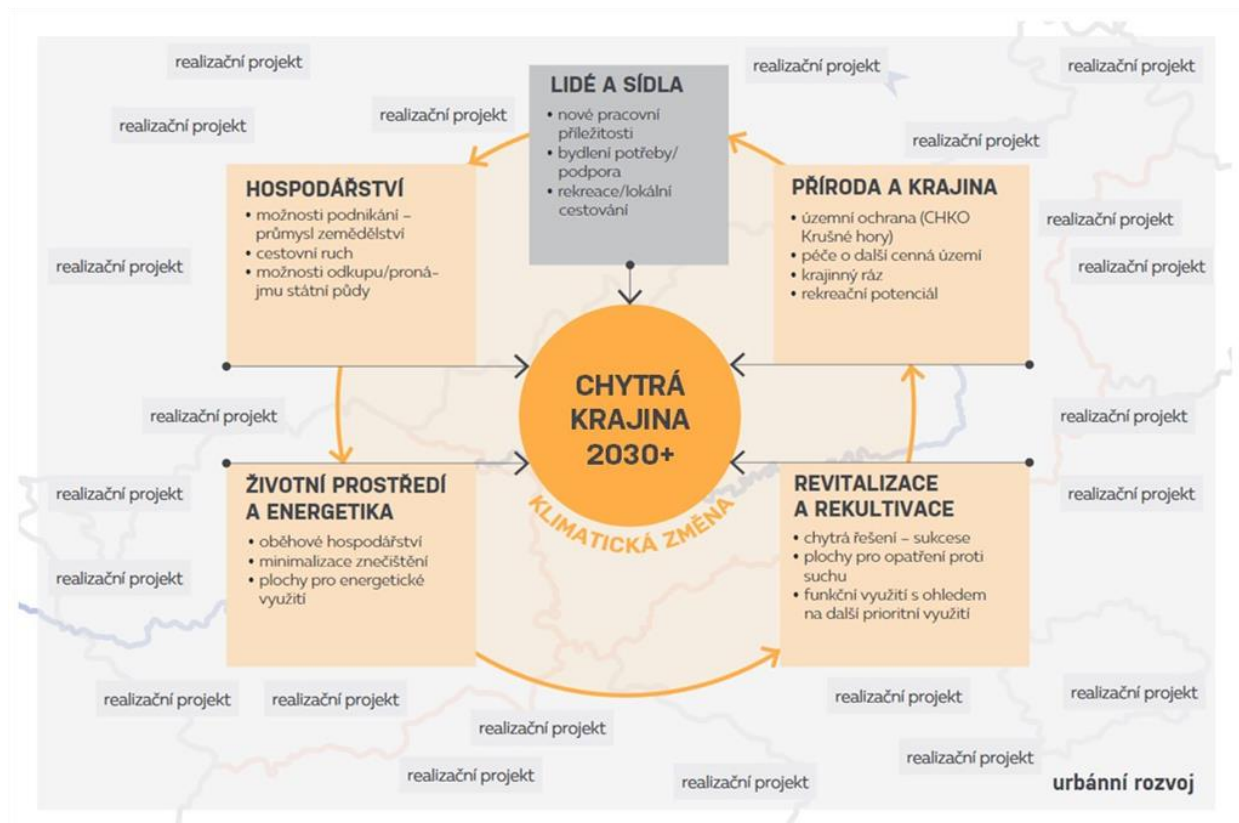 realizační projekt
realizační projekt
realizační projekt
realizační projekt
realizační projekt
realizační projekt
realizační projekt
LIDÉ A SÍDLA
• nové pracovní
příležitosti
• bydlení potřeby/
podpora
• rekreace/lokální
cestování
HOSPODÁŘSTVÍ
• možnosti podnikání –
průmysl zemědělství
• cestovní ruch
• možnosti odkupu/proná-
jmu státní půdy
PŘÍRODA A KRAJINA
• územní ochrana (CHKO
Krušné hory)
• péče o další cenná území
• krajinný ráz
• rekreační potenciál
realizační projekt
realizační projekt
realizační projekt
CHYTRÁ
KRAJINA
2030+
KLIMATICKÁ ZMĚNA
realizační projekt
realizační projekt
ŽIVOTNÍ PROSTŘEDÍ
A ENERGETIKA
• oběhové hospodářství
• minimalizace znečištění
• plochy pro energetické
využití
REVITALIZACE
A REKULTIVACE
• chytrá řešení – sukcese
• plochy pro opatření proti
suchu
• funkční využití s ohledem
na další prioritní využití
realizační projekt
realizační projekt
realizační projekt
realizační projekt
realizační projekt
realizační projekt
realizační projekt
realizační projekt
realizační projekt
realizační projekt
realizační projekt
urbánní rozvoj